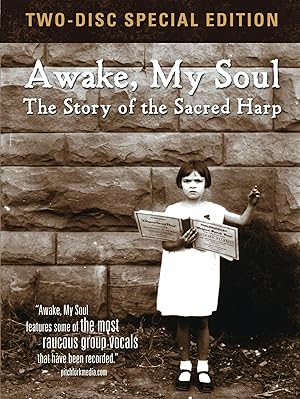 TWO-DISC SPECIAL EDITION
Awake, My Soul
The Story of the Sacred Harp
"Awake, My Soul
features some of the most
raucous group vocals
that have been recorded."
pitchforkmedia.com